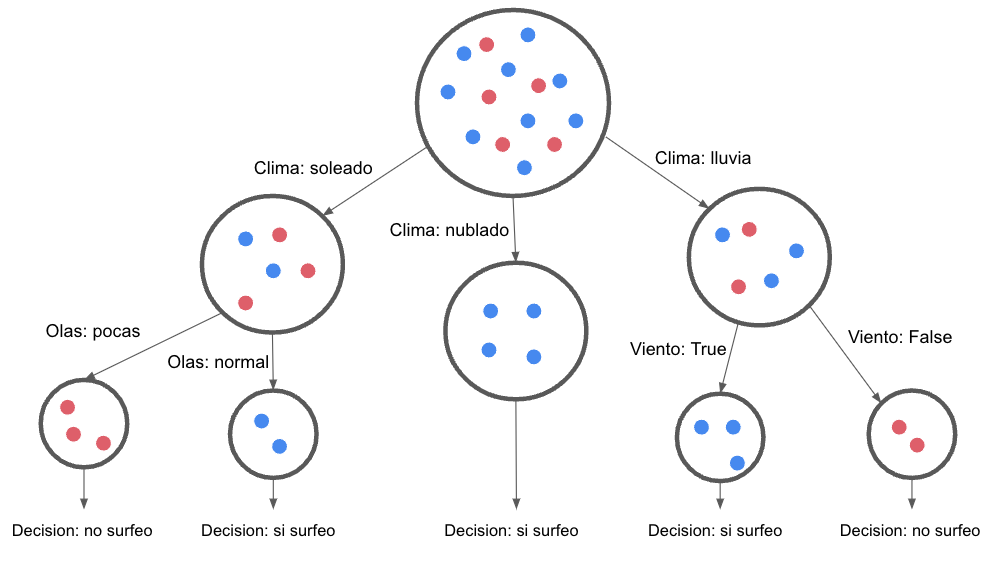 Clima: soleado
Clima: nublado
Clima: lluvia
Olas: pocas
Olas: normal
Viento: True
Viento: False
Decision: no surfeo
Decision: si surfeo
Decision: si surfeo
Decision: si surfeo
Decision: no surfeo